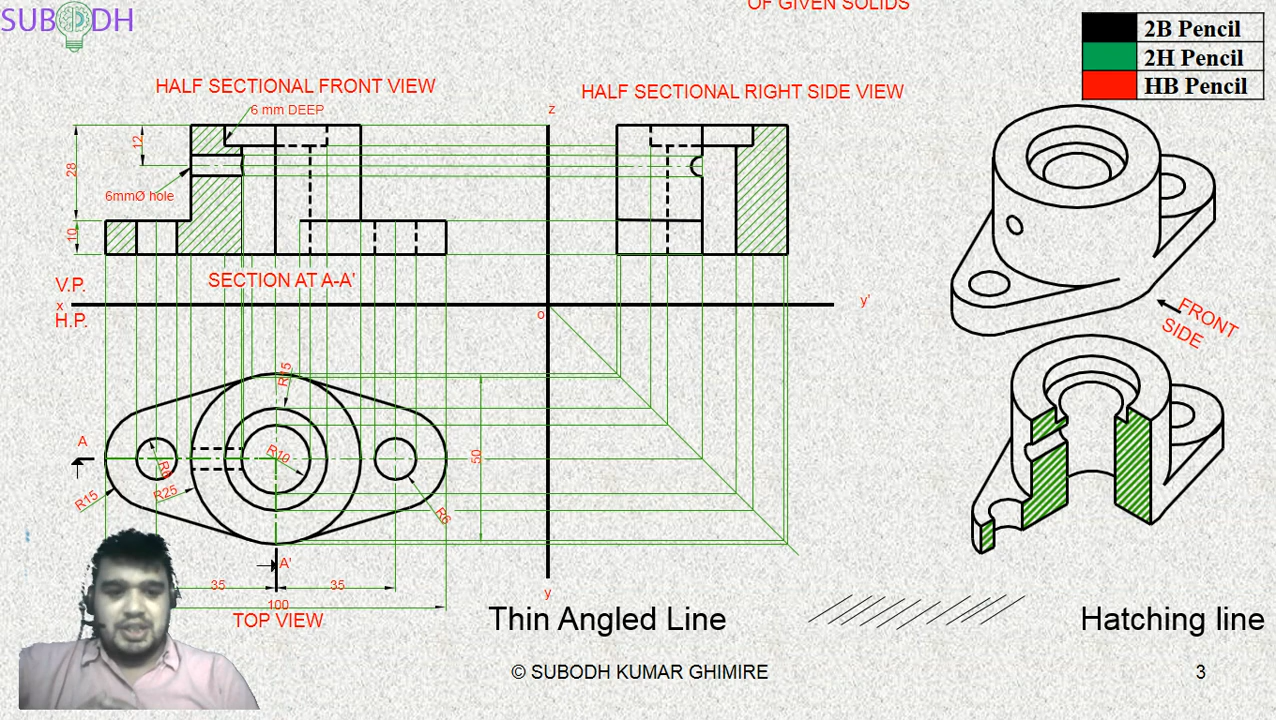 SUBODH
OF GIVEN SOLIDS
2B Pencil
2H Pencil
HB Pencil
HALF SECTIONAL FRONT VIEW
HALF SECTIONAL RIGHT SIDE VIEW
6 mm DEEP
z
12
28
6mmØ hole
10
SECTION AT A-A'
V.P.
x
H.P.
o
y'
FRONT
SIDE
R15
A
R10
R6
50
R15
R25
R6
A'
35
35
100
y
TOP VIEW
Thin Angled Line
Hatching line
© SUBODH KUMAR GHIMIRE
3